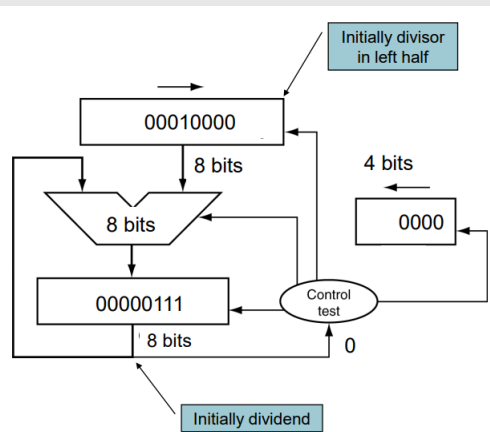 Initially divisor
in left half
00010000
8 bits
4 bits
8 bits
0000
00000111
Control
test
8 bits
0
Initially dividend